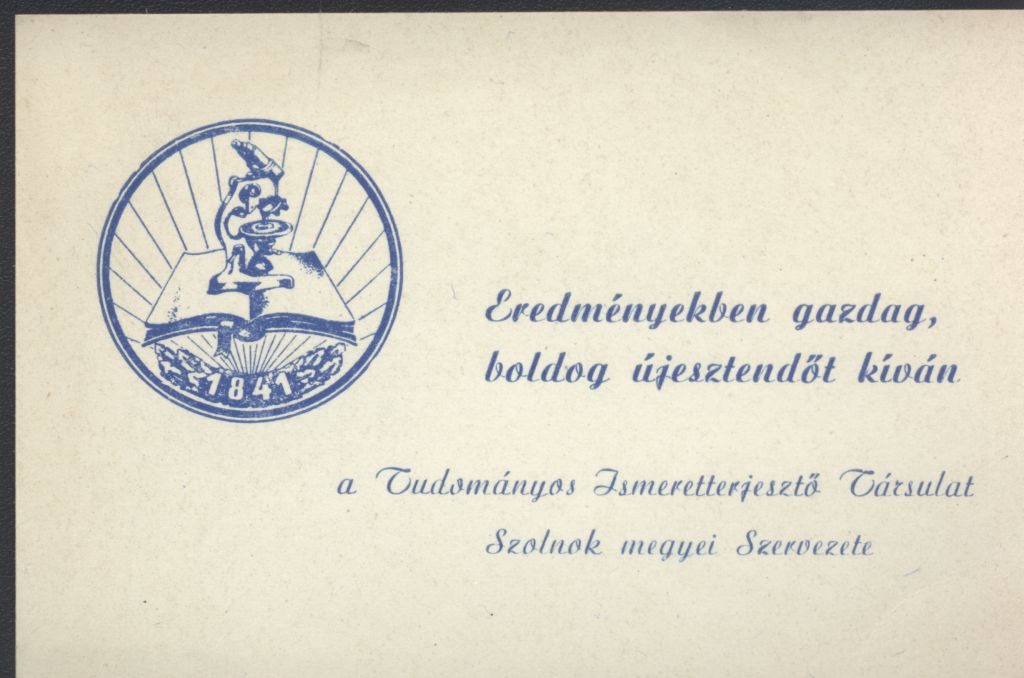 1841
Eredményekben gazdag,
boldog újesztendőt kíván
a Tudományos Ismeretterjesztő Társulat
Szolnok megyei Szervezete